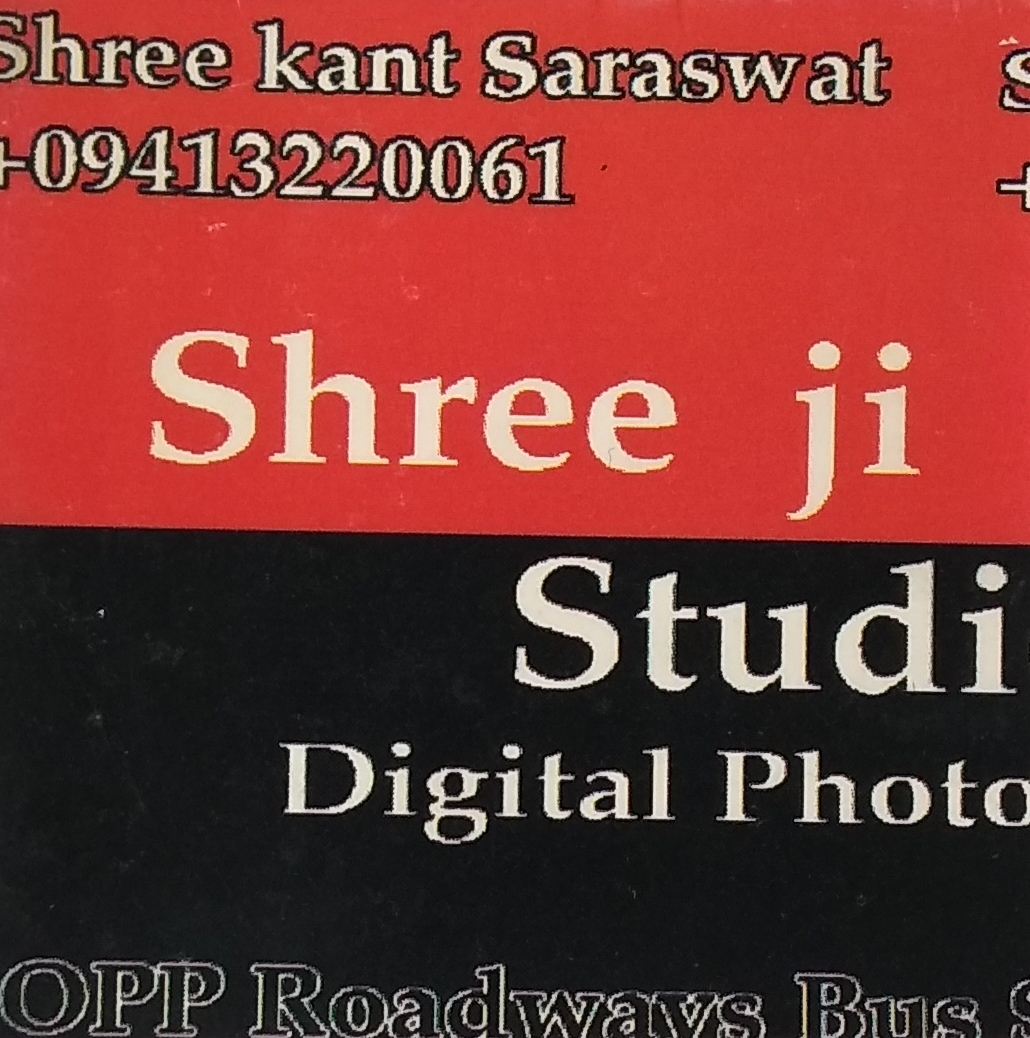 Shree kant Saraswat
+09413220061
Shree ji
Studi
Digital Photo
OPP Roadways Bus